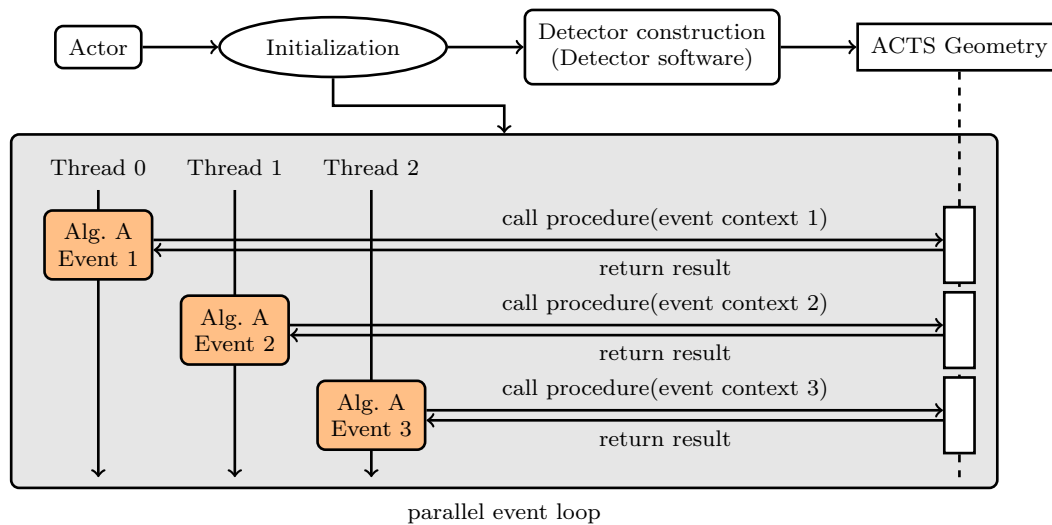 Actor
Initialization
Detector construction
(Detector software)
ACTS Geometry
Thread 0
Thread 1
Thread 2
Alg. A
Event 1
call procedure(event context 1)
return result
Alg. A
Event 2
call procedure(event context 2)
return result
Alg. A
Event 3
call procedure(event context 3)
return result
parallel event loop